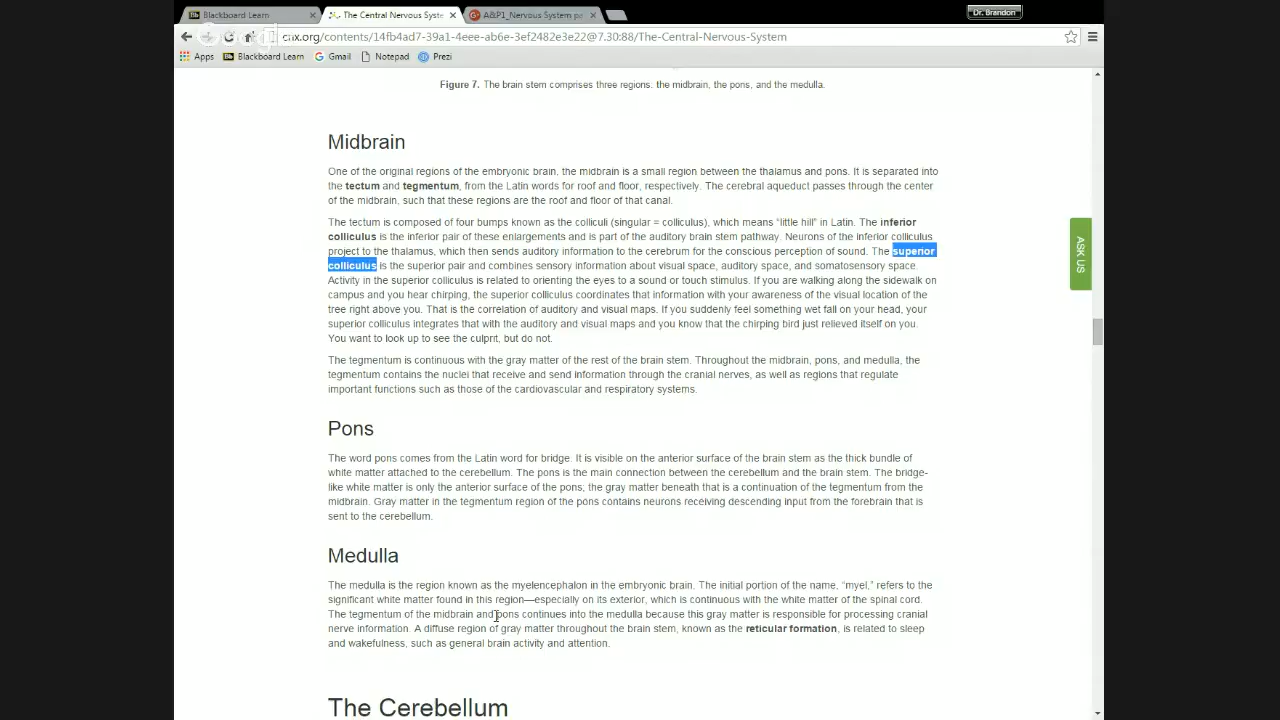 Blackboard Learn
The Central Nervous Syste
A&P1_Nervous System pa
Dr. Brandon
cnx.org/contents/14fb4ad7-39a1-4eee-ab6e-3ef2482e3e22@7.30:88/The-Central-Nervous-System
Apps Blackboard Learn Gmail Notepad Prezi
Figure 7. The brain stem comprises three regions: the midbrain, the pons, and the medulla.
Midbrain
One of the original regions of the embryonic brain, the midbrain is a small region between the thalamus and pons. It is separated into
the tectum and tegmentum, from the Latin words for roof and floor, respectively. The cerebral aqueduct passes through the center
of the midbrain, such that these regions are the roof and floor of that canal.
The tectum is composed of four bumps known as the colliculi (singular = colliculus), which means “little hill” in Latin. The inferior
colliculus is the inferior pair of these enlargements and is part of the auditory brain stem pathway. Neurons of the inferior colliculus
project to the thalamus, which then sends auditory information to the cerebrum for the conscious perception of sound. The superior
colliculus is the superior pair and combines sensory information about visual space, auditory space, and somatosensory space.
Activity in the superior colliculus is related to orienting the eyes to a sound or touch stimulus. If you are walking along the sidewalk on
campus and you hear chirping, the superior colliculus coordinates that information with your awareness of the visual location of the
tree right above you. That is the correlation of auditory and visual maps. If you suddenly feel something wet fall on your head, your
superior colliculus integrates that with the auditory and visual maps and you know that the chirping bird just relieved itself on you.
You want to look up to see the culprit, but do not.
The tegmentum is continuous with the gray matter of the rest of the brain stem. Throughout the midbrain, pons, and medulla, the
tegmentum contains the nuclei that receive and send information through the cranial nerves, as well as regions that regulate
important functions such as those of the cardiovascular and respiratory systems.
Pons
The word pons comes from the Latin word for bridge. It is visible on the anterior surface of the brain stem as the thick bundle of
white matter attached to the cerebellum. The pons is the main connection between the cerebellum and the brain stem. The bridge-
like white matter is only the anterior surface of the pons; the gray matter beneath that is a continuation of the tegmentum from the
midbrain. Gray matter in the tegmentum region of the pons contains neurons receiving descending input from the forebrain that is
sent to the cerebellum.
Medulla
The medulla is the region known as the myelencephalon in the embryonic brain. The initial portion of the name, “myel,” refers to the
significant white matter found in this region—especially on its exterior, which is continuous with the white matter of the spinal cord.
The tegmentum of the midbrain and pons continues into the medulla because this gray matter is responsible for processing cranial
nerve information. A diffuse region of gray matter throughout the brain stem, known as the reticular formation, is related to sleep
and wakefulness, such as general brain activity and attention.
The Cerebellum
ASK US